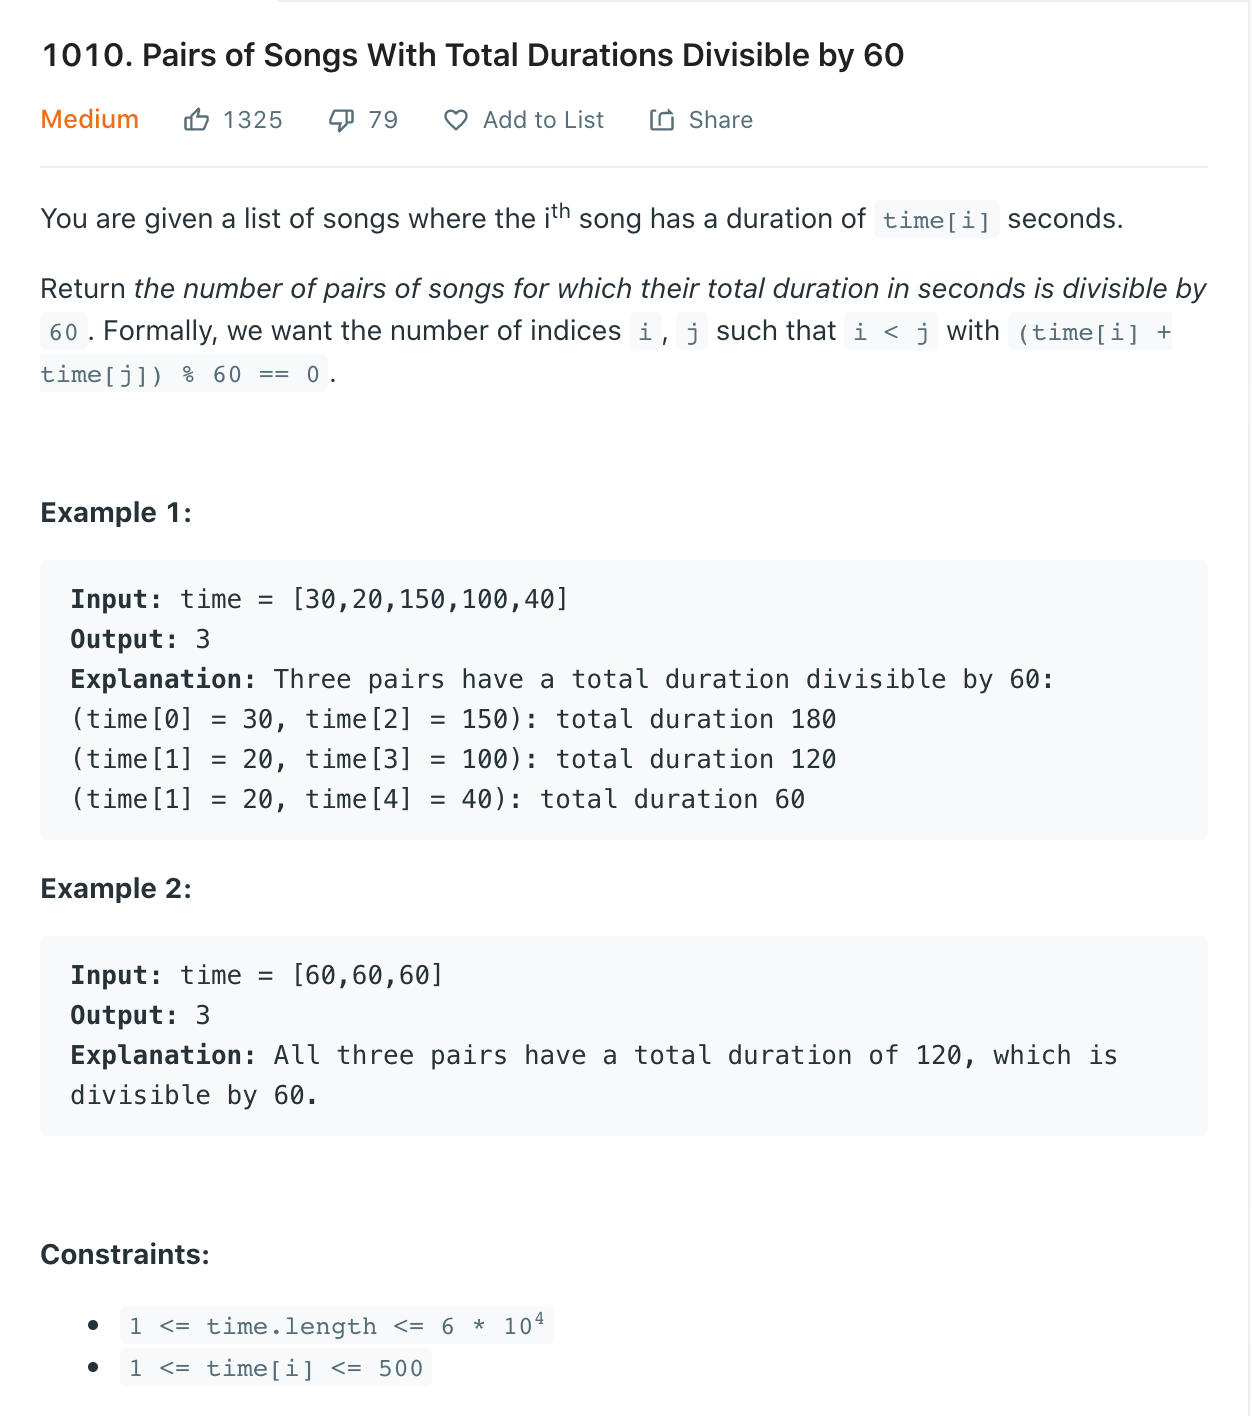 1010. Pairs of Songs With Total Durations Divisible by 60
Medium 1325 79 Add to List Share
You are given a list of songs where the ith song has a duration of time[i] seconds.
Return the number of pairs of songs for which their total duration in seconds is divisible by
60. Formally, we want the number of indices i, j such that i < j with (time[i] +
time[j]) % 60 == 0.
Example 1:
Input: time = [30,20,150,100,40]
Output: 3
Explanation: Three pairs have a total duration divisible by 60:
(time[0] = 30, time[2] = 150): total duration 180
(time[1] = 20, time[3] = 100): total duration 120
(time[1] = 20, time[4] = 40): total duration 60
Example 2:
Input: time = [60,60,60]
Output: 3
Explanation: All three pairs have a total duration of 120, which is
divisible by 60.
Constraints:
• 1 <= time.length <= 6 * 10⁴
• 1 <= time[i] <= 500